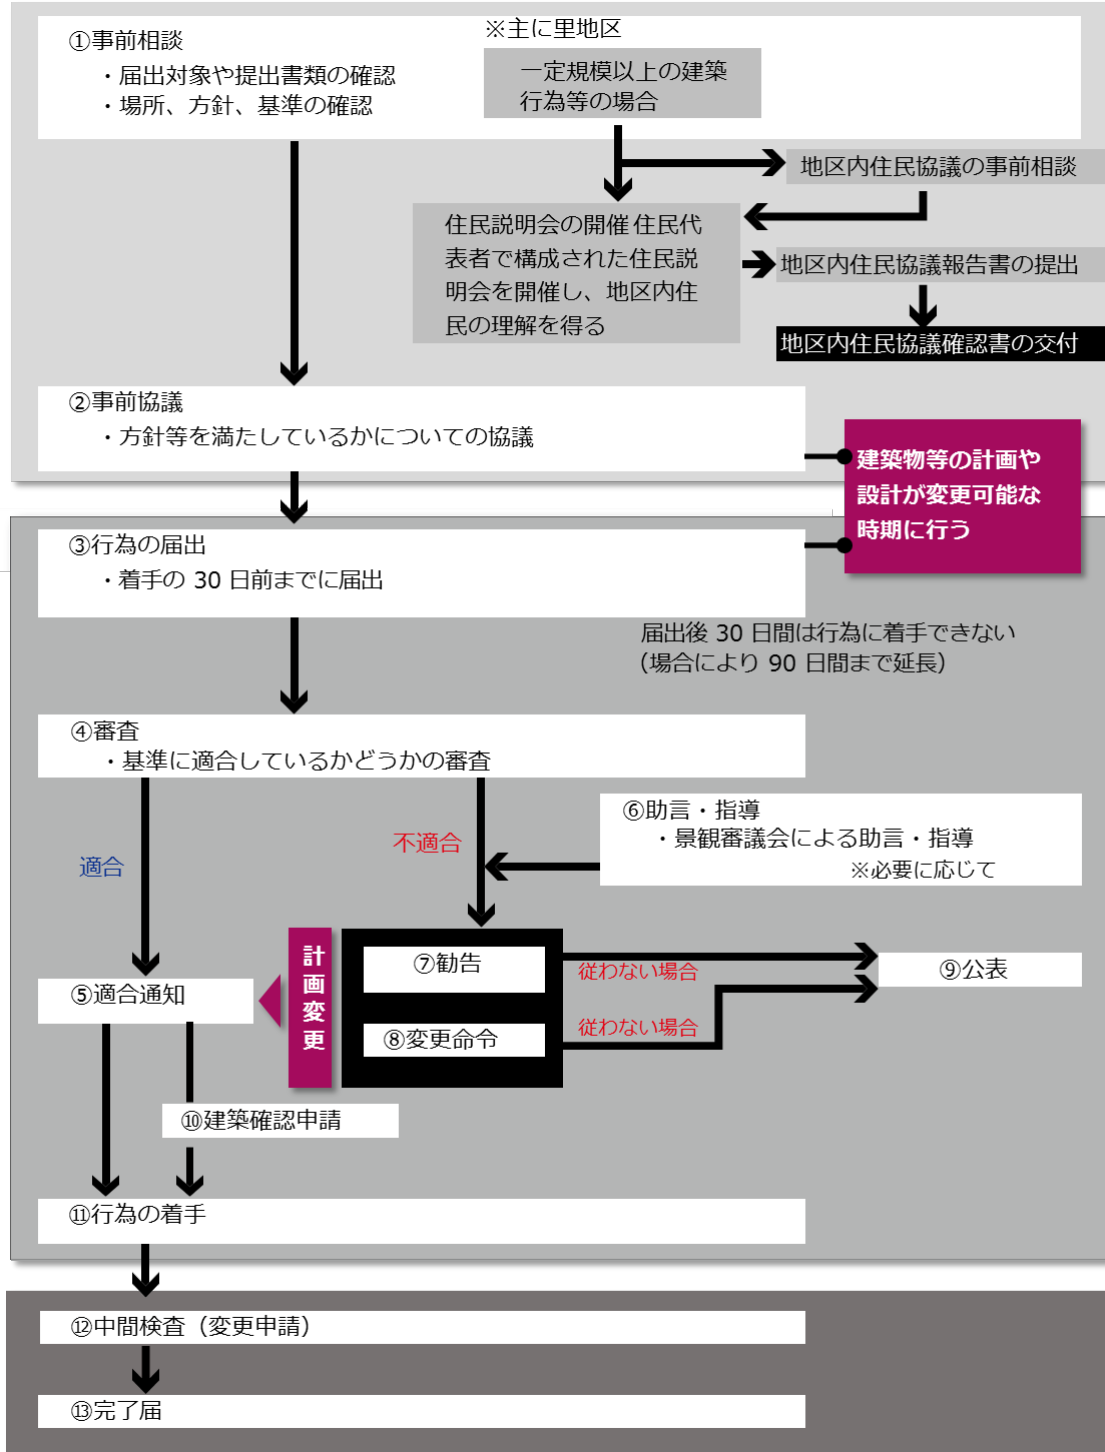 ①事前相談
・届出対象や提出書類の確認
・場所、方針、基準の確認
※主に里地区
一定規模以上の建築
行為等の場合
地区内住民協議の事前相談
住民説明会の開催 住民代
表者で構成された住民説
明会を開催し、地区内住
民の理解を得る
地区内住民協議報告書の提出
地区内住民協議確認書の交付
②事前協議
・方針等を満たしているかについての協議
建築物等の計画や
設計が変更可能な
時期に行う
③行為の届出
・着手の 30 日前までに届出
届出後 30 日間は行為に着手できない
（場合により 90 日間まで延長）
④審査
・基準に適合しているかどうかの審査
適合
不適合
⑥助言・指導
・景観審議会による助言・指導
※必要に応じて
⑤適合通知
計画変更
⑦勧告
従わない場合
⑧変更命令
従わない場合
⑨公表
⑩建築確認申請
⑪行為の着手
⑫中間検査（変更申請）
⑬完了届